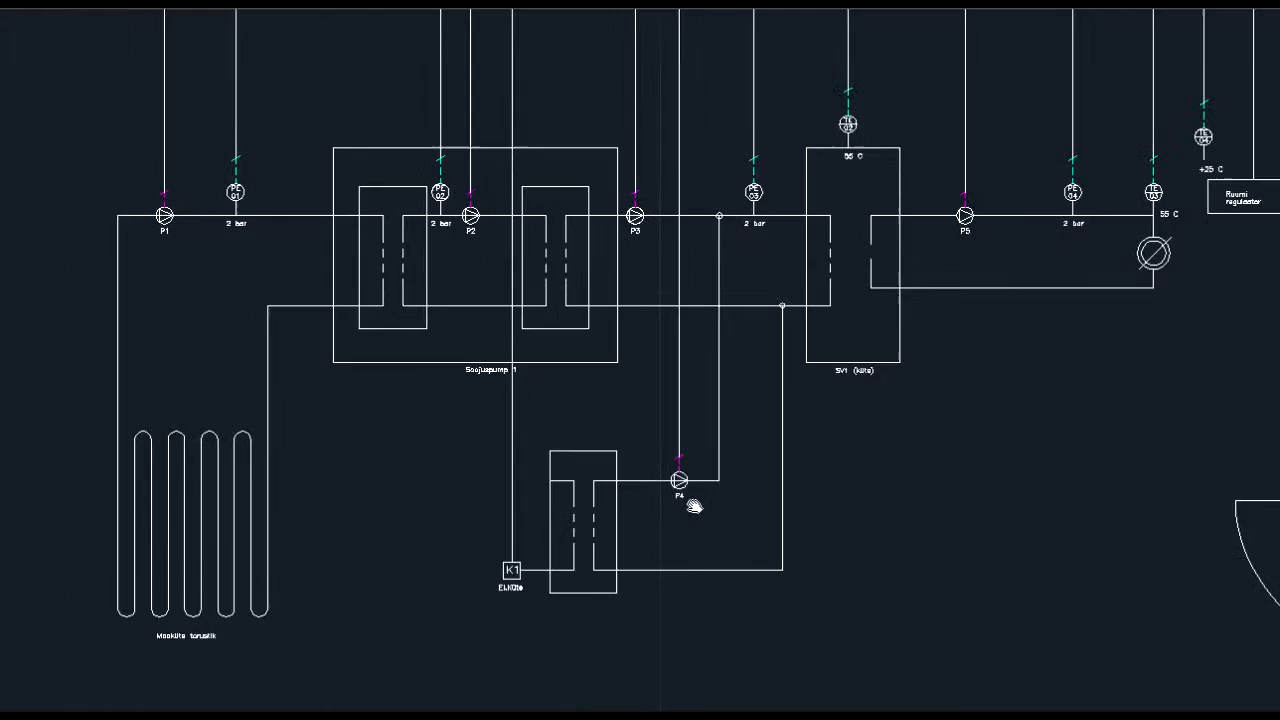 TE
02
55 C
TE
04
+25 C
PE
01
PE
02
PE
03
PE
04
TE
03
Ruumi
regulaator
55 C
P1
2 bar
2 bar
P2
P3
2 bar
P5
2 bar
Soojuspump 1
SV1 (küte)
P4
K1
El.küte
Maaküte torustik